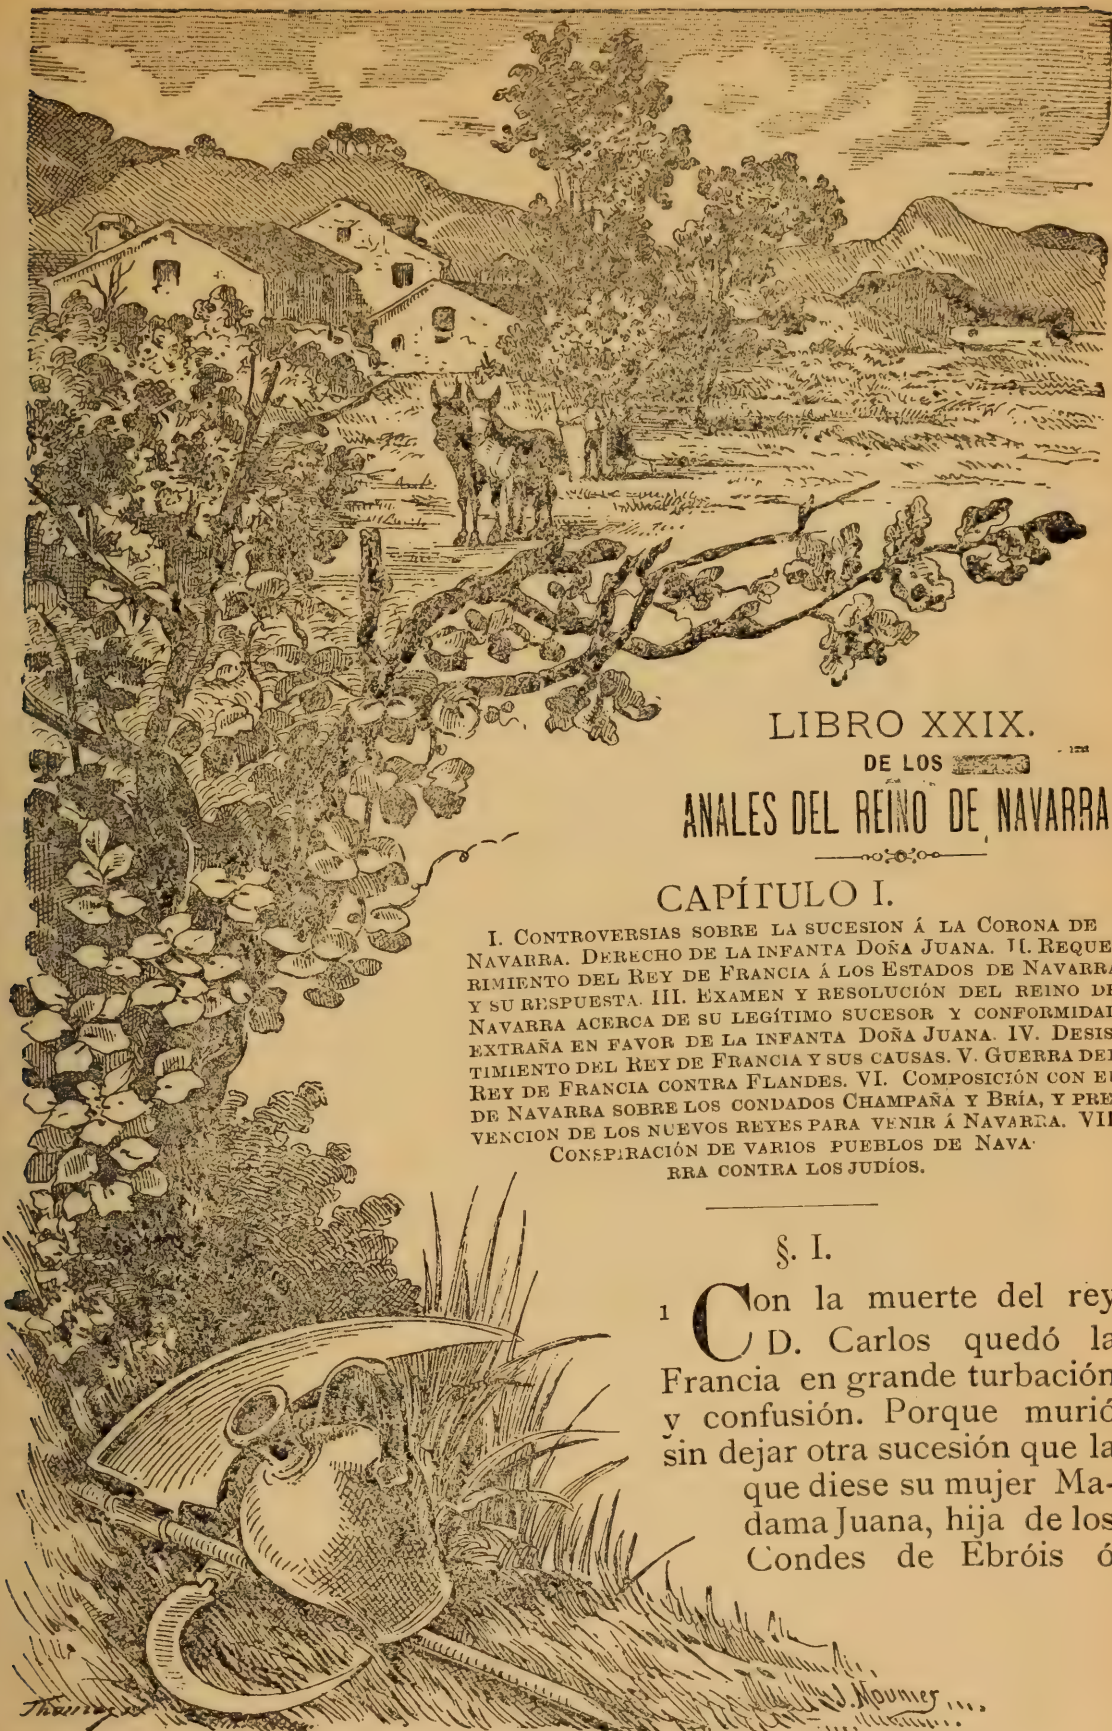 LIBRO XXIX.
DE LOS
ANALES DEL REINO DE NAVARRA
CAPÍTULO I.
I. CONTROVERSIAS SOBRE LA SUCESION Á LA CORONA DE
NAVARRA. DERECHO DE LA INFANTA DOÑA JUANA. II. REQUE-
RIMIENTO DEL REY DE FRANCIA Á LOS ESTADOS DE NAVARRA
Y SU RESPUESTA. III. EXAMEN Y RESOLUCIÓN DEL REINO DE
NAVARRA ACERCA DE SU LEGÍTIMO SUCESOR Y CONFORMIDAD
EXTRAÑA EN FAVOR DE LA INFANTA DOÑA JUANA. IV. DESIS-
TIMIENTO DEL REY DE FRANCIA Y SUS CAUSAS. V. GUERRA DEL
REY DE FRANCIA CONTRA FLANDES. VI. COMPOSICIÓN CON EL
DE NAVARRA SOBRE LOS CONDADOS CHAMPAÑA Y BRÍA, Y PRE-
VENCION DE LOS NUEVOS REYES PARA VENIR Á NAVARRA. VII
CONSPIRACIÓN DE VARIOS PUEBLOS DE NAVA-
RRA CONTRA LOS JUDÍOS.
§. I.
1 Con la muerte del rey
D. Carlos quedó la
Francia en grande turbación
y confusión. Porque murió
sin dejar otra sucesión que la
que diese su mujer Ma-
dama Juana, hija de los
Condes de Ebróis ó
Thomas J. Moumer